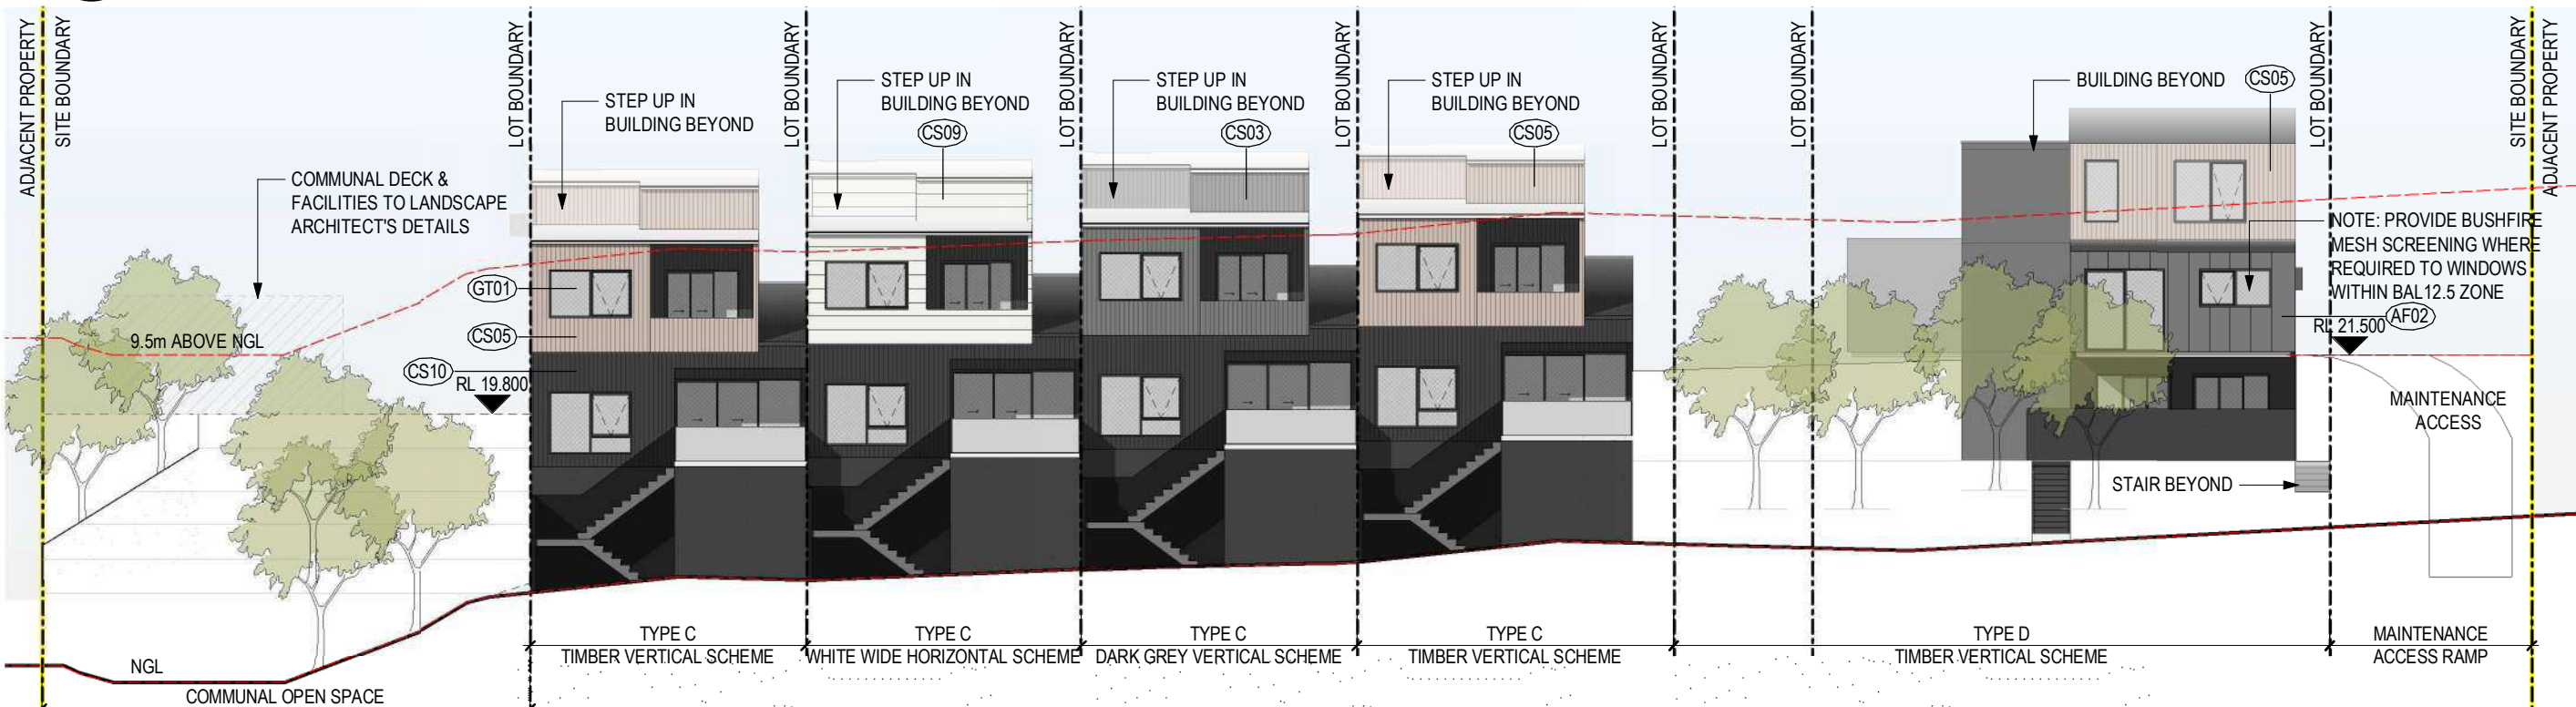 ADJACENT PROPERTY
SITE BOUNDARY
LOT BOUNDARY
LOT BOUNDARY
LOT BOUNDARY
LOT BOUNDARY
LOT BOUNDARY
LOT BOUNDARY
LOT BOUNDARY
SITE BOUNDARY
ADJACENT PROPERTY
STEP UP IN
BUILDING BEYOND
STEP UP IN
BUILDING BEYOND
CS09
STEP UP IN
BUILDING BEYOND
CS03
STEP UP IN
BUILDING BEYOND
CS05
BUILDING BEYOND
CS05
COMMUNAL DECK &
FACILITIES TO LANDSCAPE
ARCHITECT'S DETAILS
NOTE: PROVIDE BUSHFIRE
MESH SCREENING WHERE
REQUIRED TO WINDOWS
WITHIN BAL12.5 ZONE
AF02
RL 21.500
GT01
CS05
9.5m ABOVE NGL
CS10
RL 19.800
MAINTENANCE
ACCESS
STAIR BEYOND
NGL
COMMUNAL OPEN SPACE
TYPE C
TIMBER VERTICAL SCHEME
TYPE C
WHITE WIDE HORIZONTAL SCHEME
TYPE C
DARK GREY VERTICAL SCHEME
TYPE C
TIMBER VERTICAL SCHEME
TYPE D
TIMBER VERTICAL SCHEME
MAINTENANCE
ACCESS RAMP